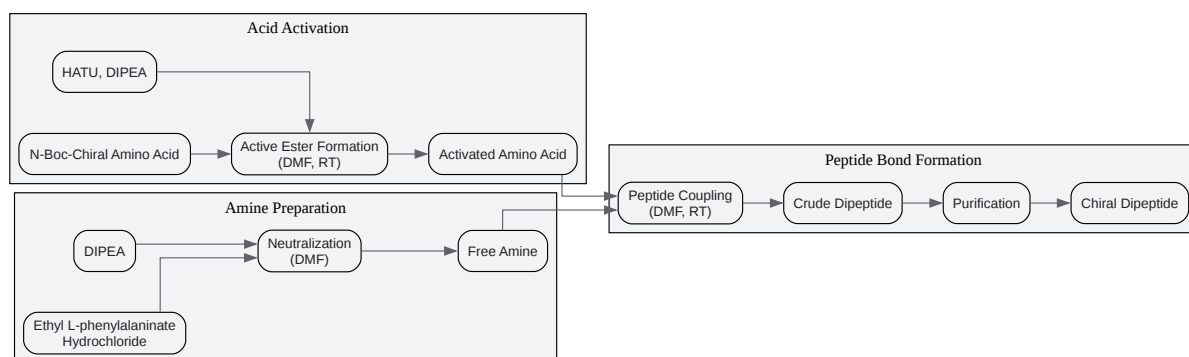 Acid Activation
HATU, DIPEA
N-Boc-Chiral Amino Acid
Active Ester Formation
(DMF, RT)
Activated Amino Acid
Amine Preparation
DIPEA
Neutralization
(DMF)
Free Amine
Ethyl L-phenylalaninate
Hydrochloride
Peptide Bond Formation
Peptide Coupling
(DMF, RT)
Crude Dipeptide
Purification
Chiral Dipeptide